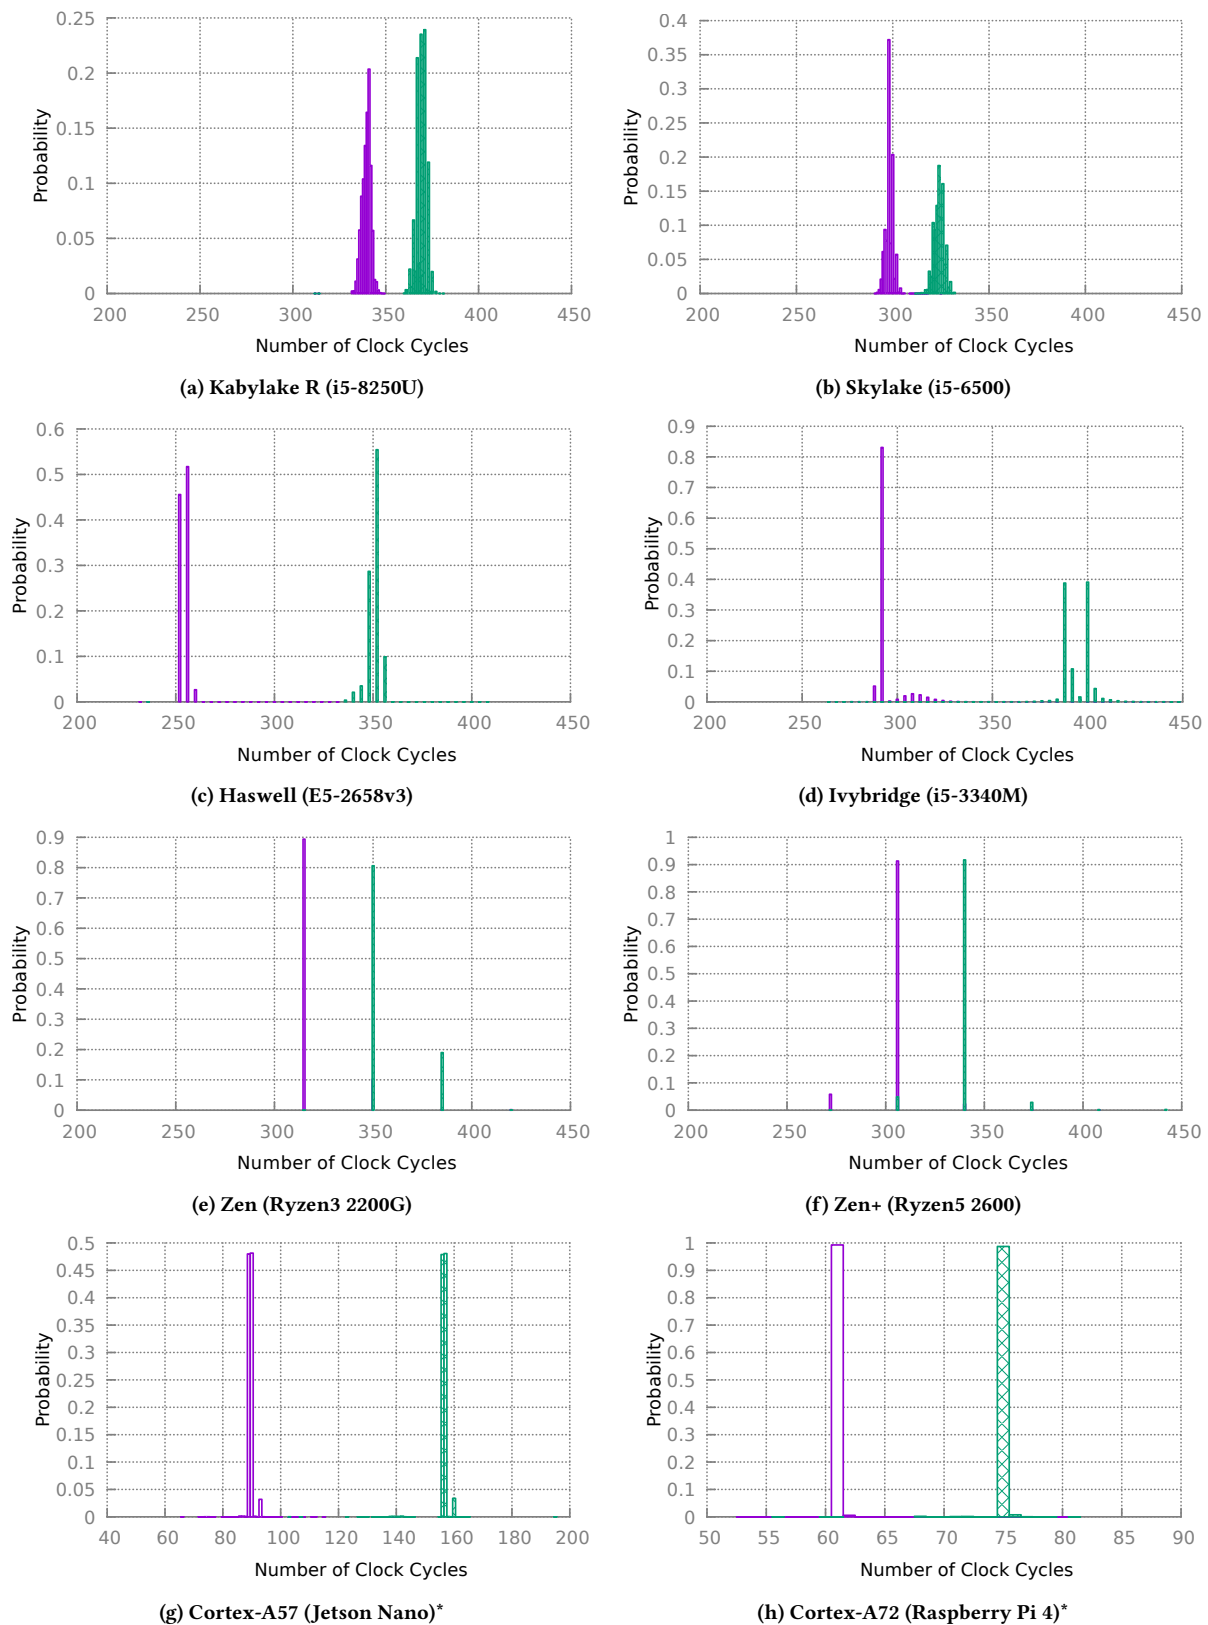 0.25
0.2
0.15
0.1
0.05
0
200 250 300 350 400 450
Probability
Number of Clock Cycles
(a) Kabylake R (i5-8250U)
0.4
0.35
0.3
0.25
0.2
0.15
0.1
0.05
0
200 250 300 350 400 450
Probability
Number of Clock Cycles
(b) Skylake (i5-6500)
0.6
0.5
0.4
0.3
0.2
0.1
0
200 250 300 350 400 450
Probability
Number of Clock Cycles
(c) Haswell (E5-2658v3)
0.9
0.8
0.7
0.6
0.5
0.4
0.3
0.2
0.1
0
200 250 300 350 400 450
Probability
Number of Clock Cycles
(d) Ivybridge (i5-3340M)
0.9
0.8
0.7
0.6
0.5
0.4
0.3
0.2
0.1
0
200 250 300 350 400 450
Probability
Number of Clock Cycles
(e) Zen (Ryzen3 2200G)
1
0.9
0.8
0.7
0.6
0.5
0.4
0.3
0.2
0.1
0
200 250 300 350 400 450
Probability
Number of Clock Cycles
(f) Zen+ (Ryzen5 2600)
0.5
0.45
0.4
0.35
0.3
0.25
0.2
0.15
0.1
0.05
0
40 60 80 100 120 140 160 180 200
Probability
Number of Clock Cycles
(g) Cortex-A57 (Jetson Nano)*
1
0.9
0.8
0.7
0.6
0.5
0.4
0.3
0.2
0.1
0
50 55 60 65 70 75 80 85 90
Probability
Number of Clock Cycles
(h) Cortex-A72 (Raspberry Pi 4)*